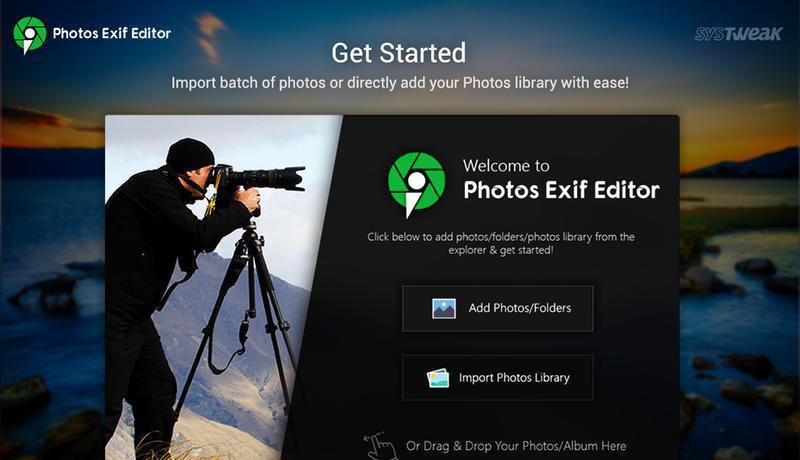 Photos Exif Editor
SYSTWEAK
Get Started
Import batch of photos or directly add your Photos library with ease!
Welcome to
Photos Exif Editor
Click below to add photos/folders/photos library from the
explorer & get started!
Add Photos/Folders
Import Photos Library
Or Drag & Drop Your Photos/Album Here